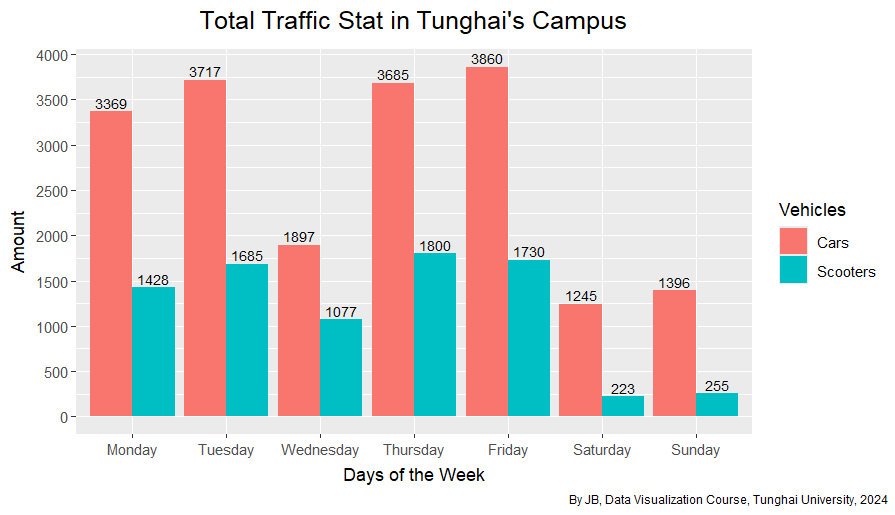 Total Traffic Stat in Tunghai's Campus
Amount
4000
3500
3000
2500
2000
1500
1000
500
0
3369
1428
3717
1685
1897
1077
3685
1800
3860
1730
1245
223
1396
255
Monday Tuesday Wednesday Thursday Friday Saturday Sunday
Days of the Week
Vehicles
Cars
Scooters
By JB, Data Visualization Course, Tunghai University, 2024